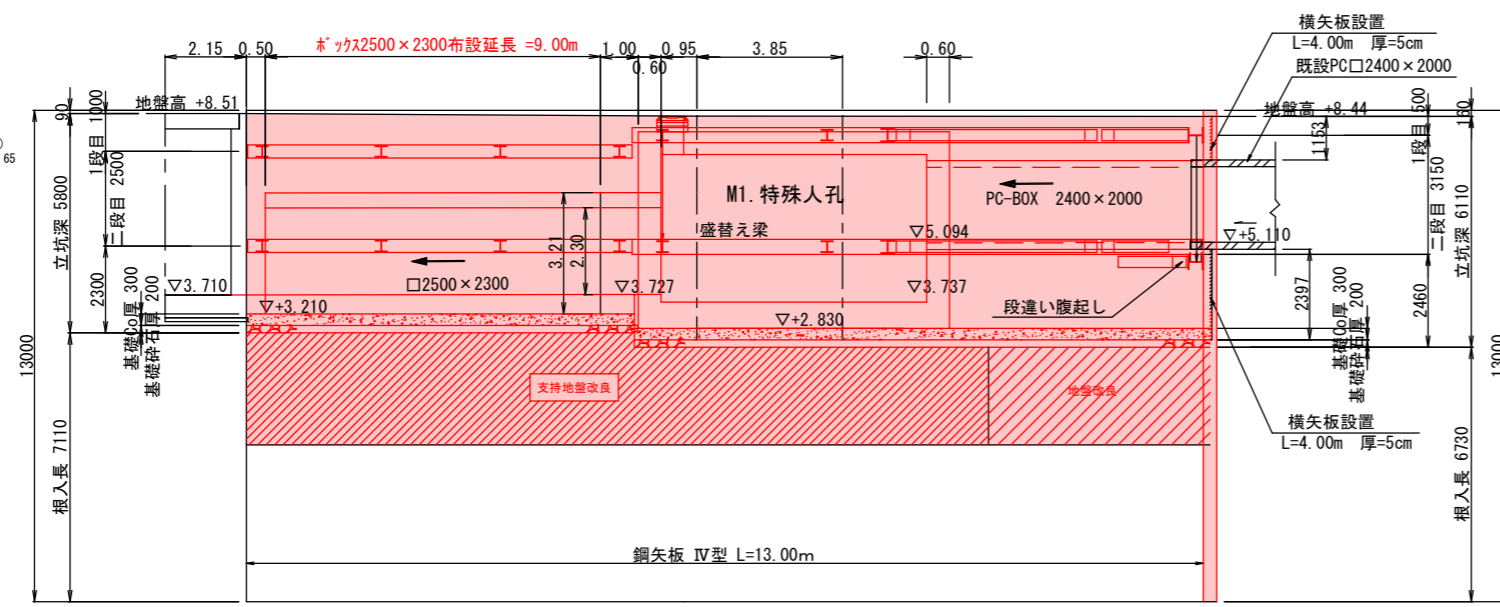 2.15
0.50
ボックス2500×2300布設延長 =9.00m
1.00
0.95
0.60
3.85
0.60
横矢板設置
L=4.00m 厚=5cm
既設PC□2400×2000
地盤高 +8.51
地盤高 +8.44
90
1段目 1000
二段目 2500
立坑深 5800
2300
基礎Co厚 300
基礎砕石厚 200
13000
根入長 7110
65
M1.特殊人孔
盛替え梁
PC-BOX 2400×2000
▽5.094
▽+5.110
1153
1段目 500
160
二段目 3150
立坑深 6110
3.21
2.30
□2500×2300
▽3.710
▽+3.210
▽3.727
▽3.737
▽+2.830
段違い腹起し
2397
2460
基礎Co厚 300
基礎砕石厚 200
13000
根入長 6730
支持地盤改良
地盤改良
横矢板設置
L=4.00m 厚=5cm
鋼矢板 Ⅳ型 L=13.00m